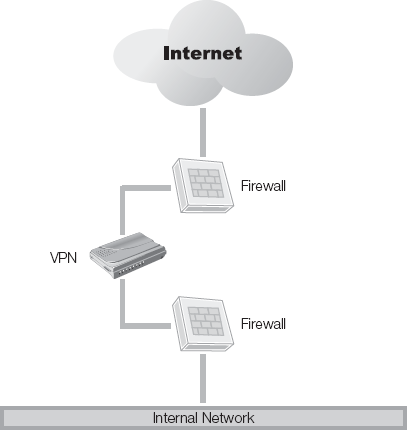 Internet
Firewall
VPN
Firewall
Internal Network